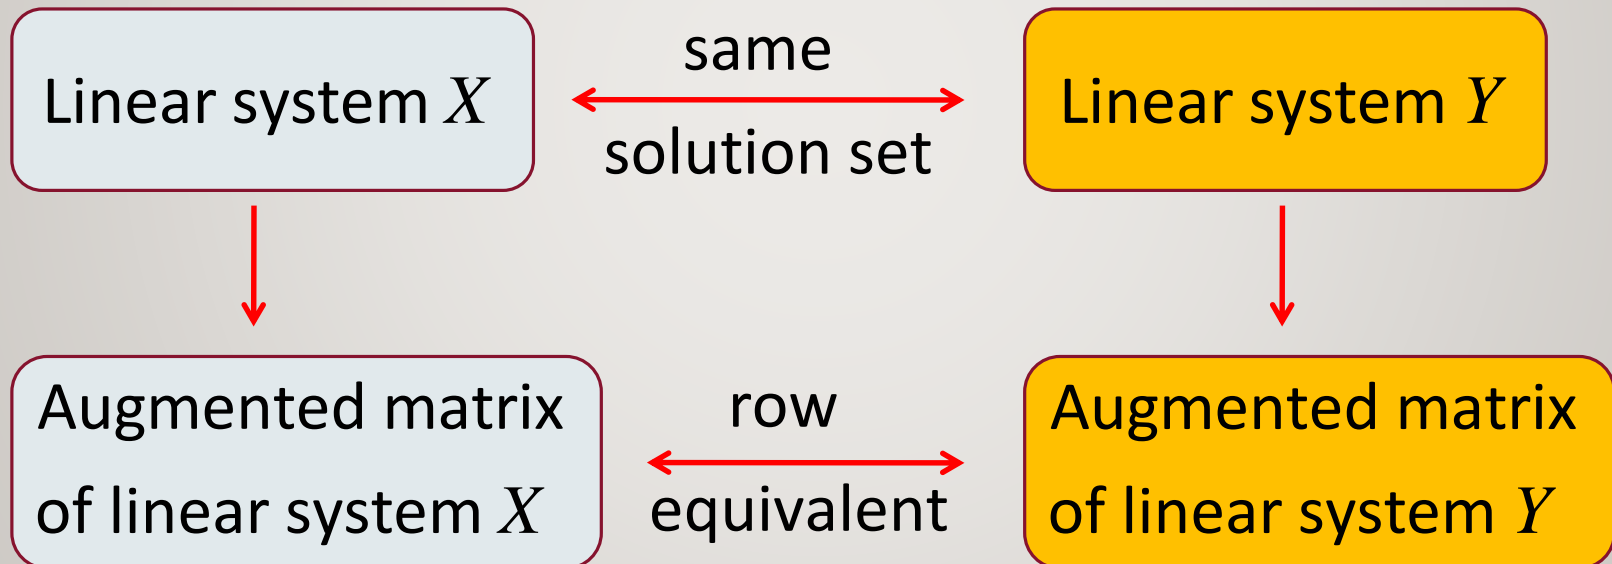 Linear system X
same
solution set
Linear system Y
Augmented matrix
of linear system X
row
equivalent
Augmented matrix
of linear system Y